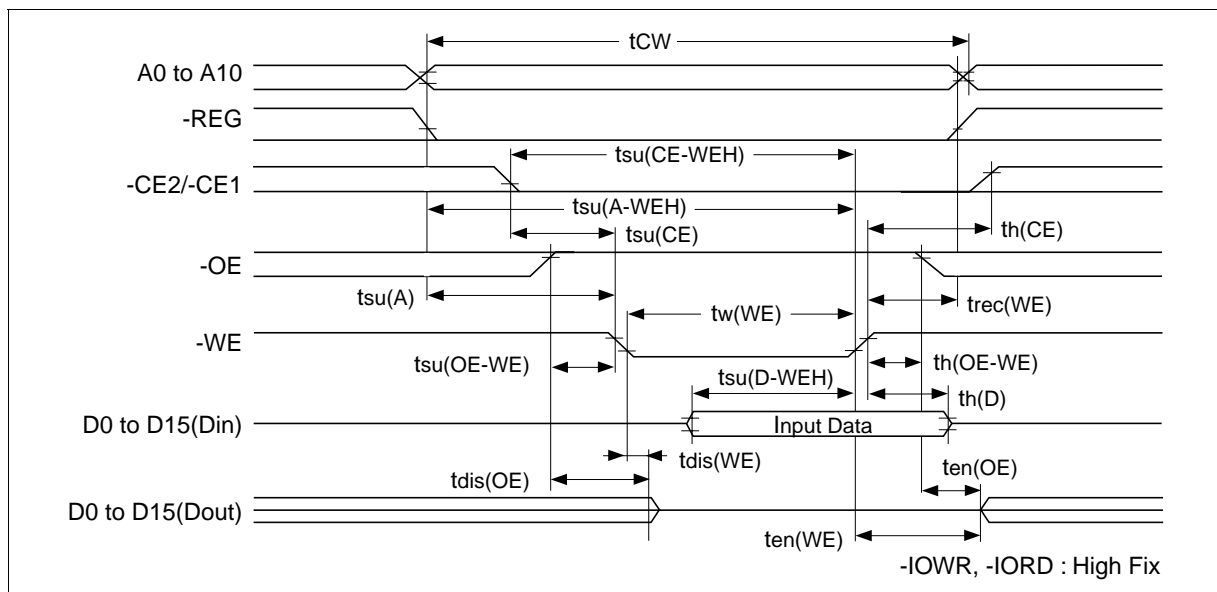 tCW
A0 to A10
-REG
tsu(CE-WEH)
-CE2/-CE1
tsu(A-WEH)
tsu(CE)
th(CE)
-OE
tsu(A)
tw(WE)
trec(WE)
-WE
tsu(OE-WE)
th(OE-WE)
tsu(D-WEH)
th(D)
D0 to D15(Din)
Input Data
tdis(WE)
ten(OE)
tdis(OE)
D0 to D15(Dout)
ten(WE)
-IOWR, -IORD : High Fix